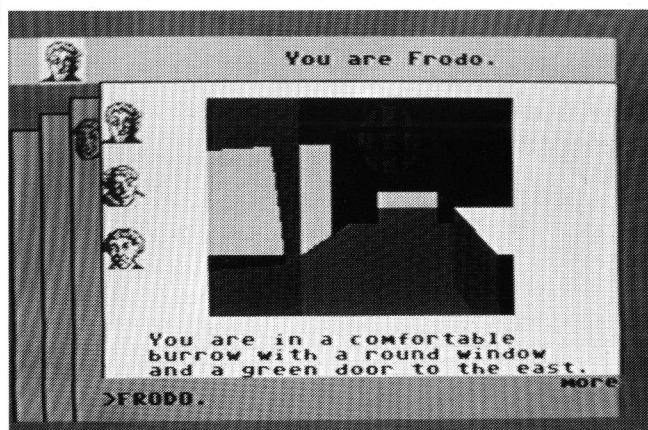 You are Frodo.
You are in a comfortable
burrow with a round window
and a green door to the east.
more
>FRODO.